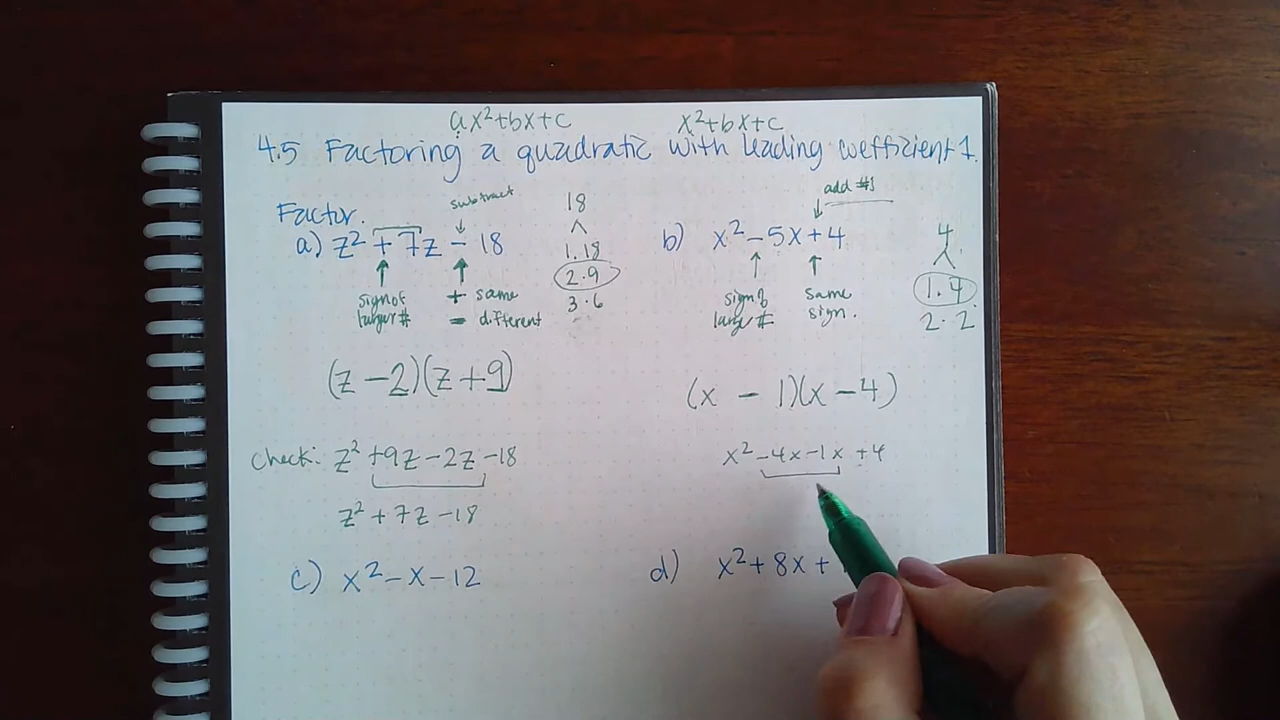 ax²+bx+c x²+bx+c
4.5 Factoring a quadratic with leading coefficient 1.
Factor.
subtract
a) z² + 7z - 18
18
1.18
2.9
3.6
sign of larger #
+ same
- different
(z - 2)(z + 9)
check: z² +9z - 2z - 18
z² + 7z - 18
add #s
b) x² - 5x + 4
4
1.4
2.2
sign of larger #
same sign.
(x - 1)(x - 4)
x² - 4x - 1x + 4
c) x² - x - 12
d) x² + 8x +